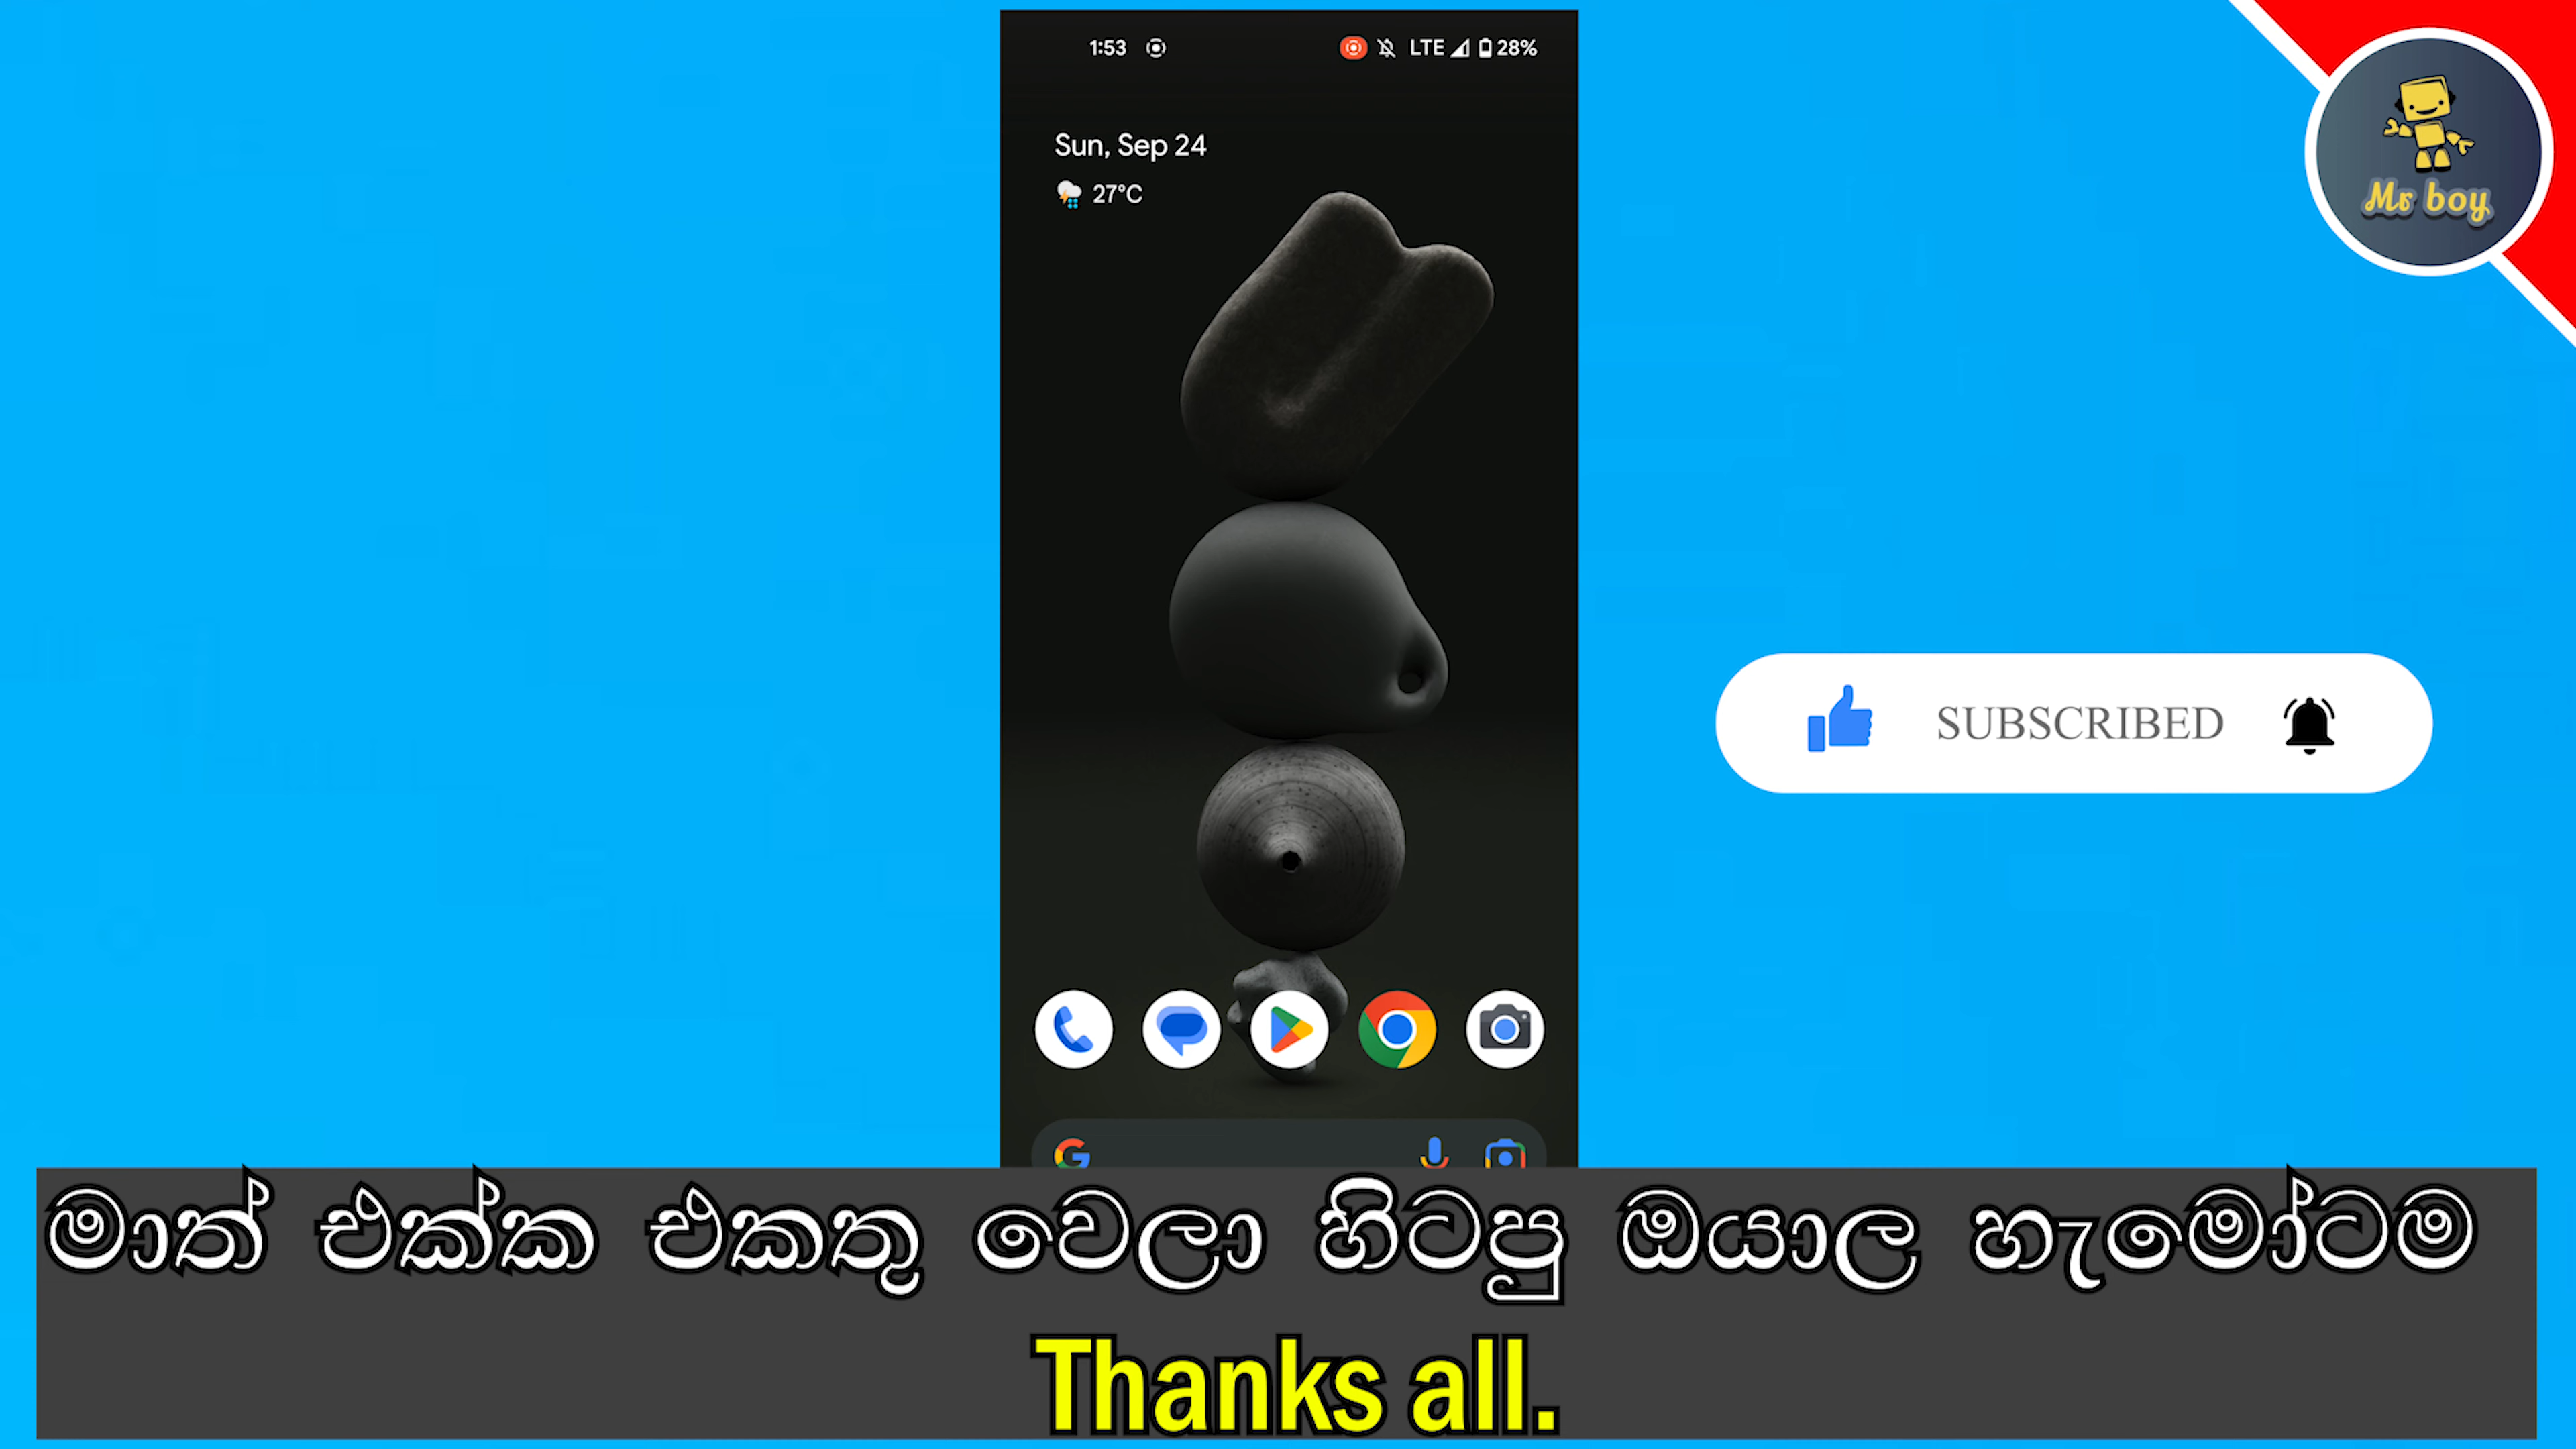 1:53 LTE 28%
Sun, Sep 24
27°C
Mr boy
SUBSCRIBED
මාත් එක්ක එකතු වෙලා හිටපු ඔයාල හැමෝටම
Thanks all.